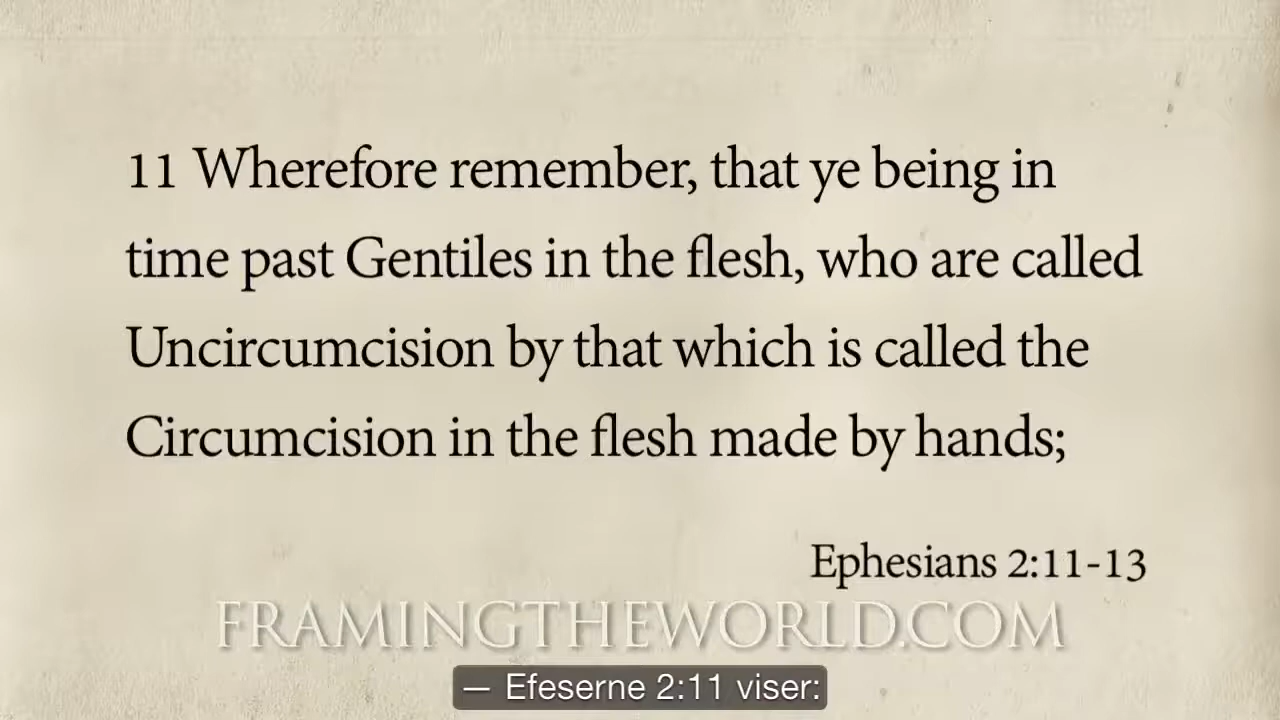 11 Wherefore remember, that ye being in
time past Gentiles in the flesh, who are called
Uncircumcision by that which is called the
Circumcision in the flesh made by hands;
Ephesians 2:11-13
FRAMINGTHEWORLD.COM
— Efeserne 2:11 viser: